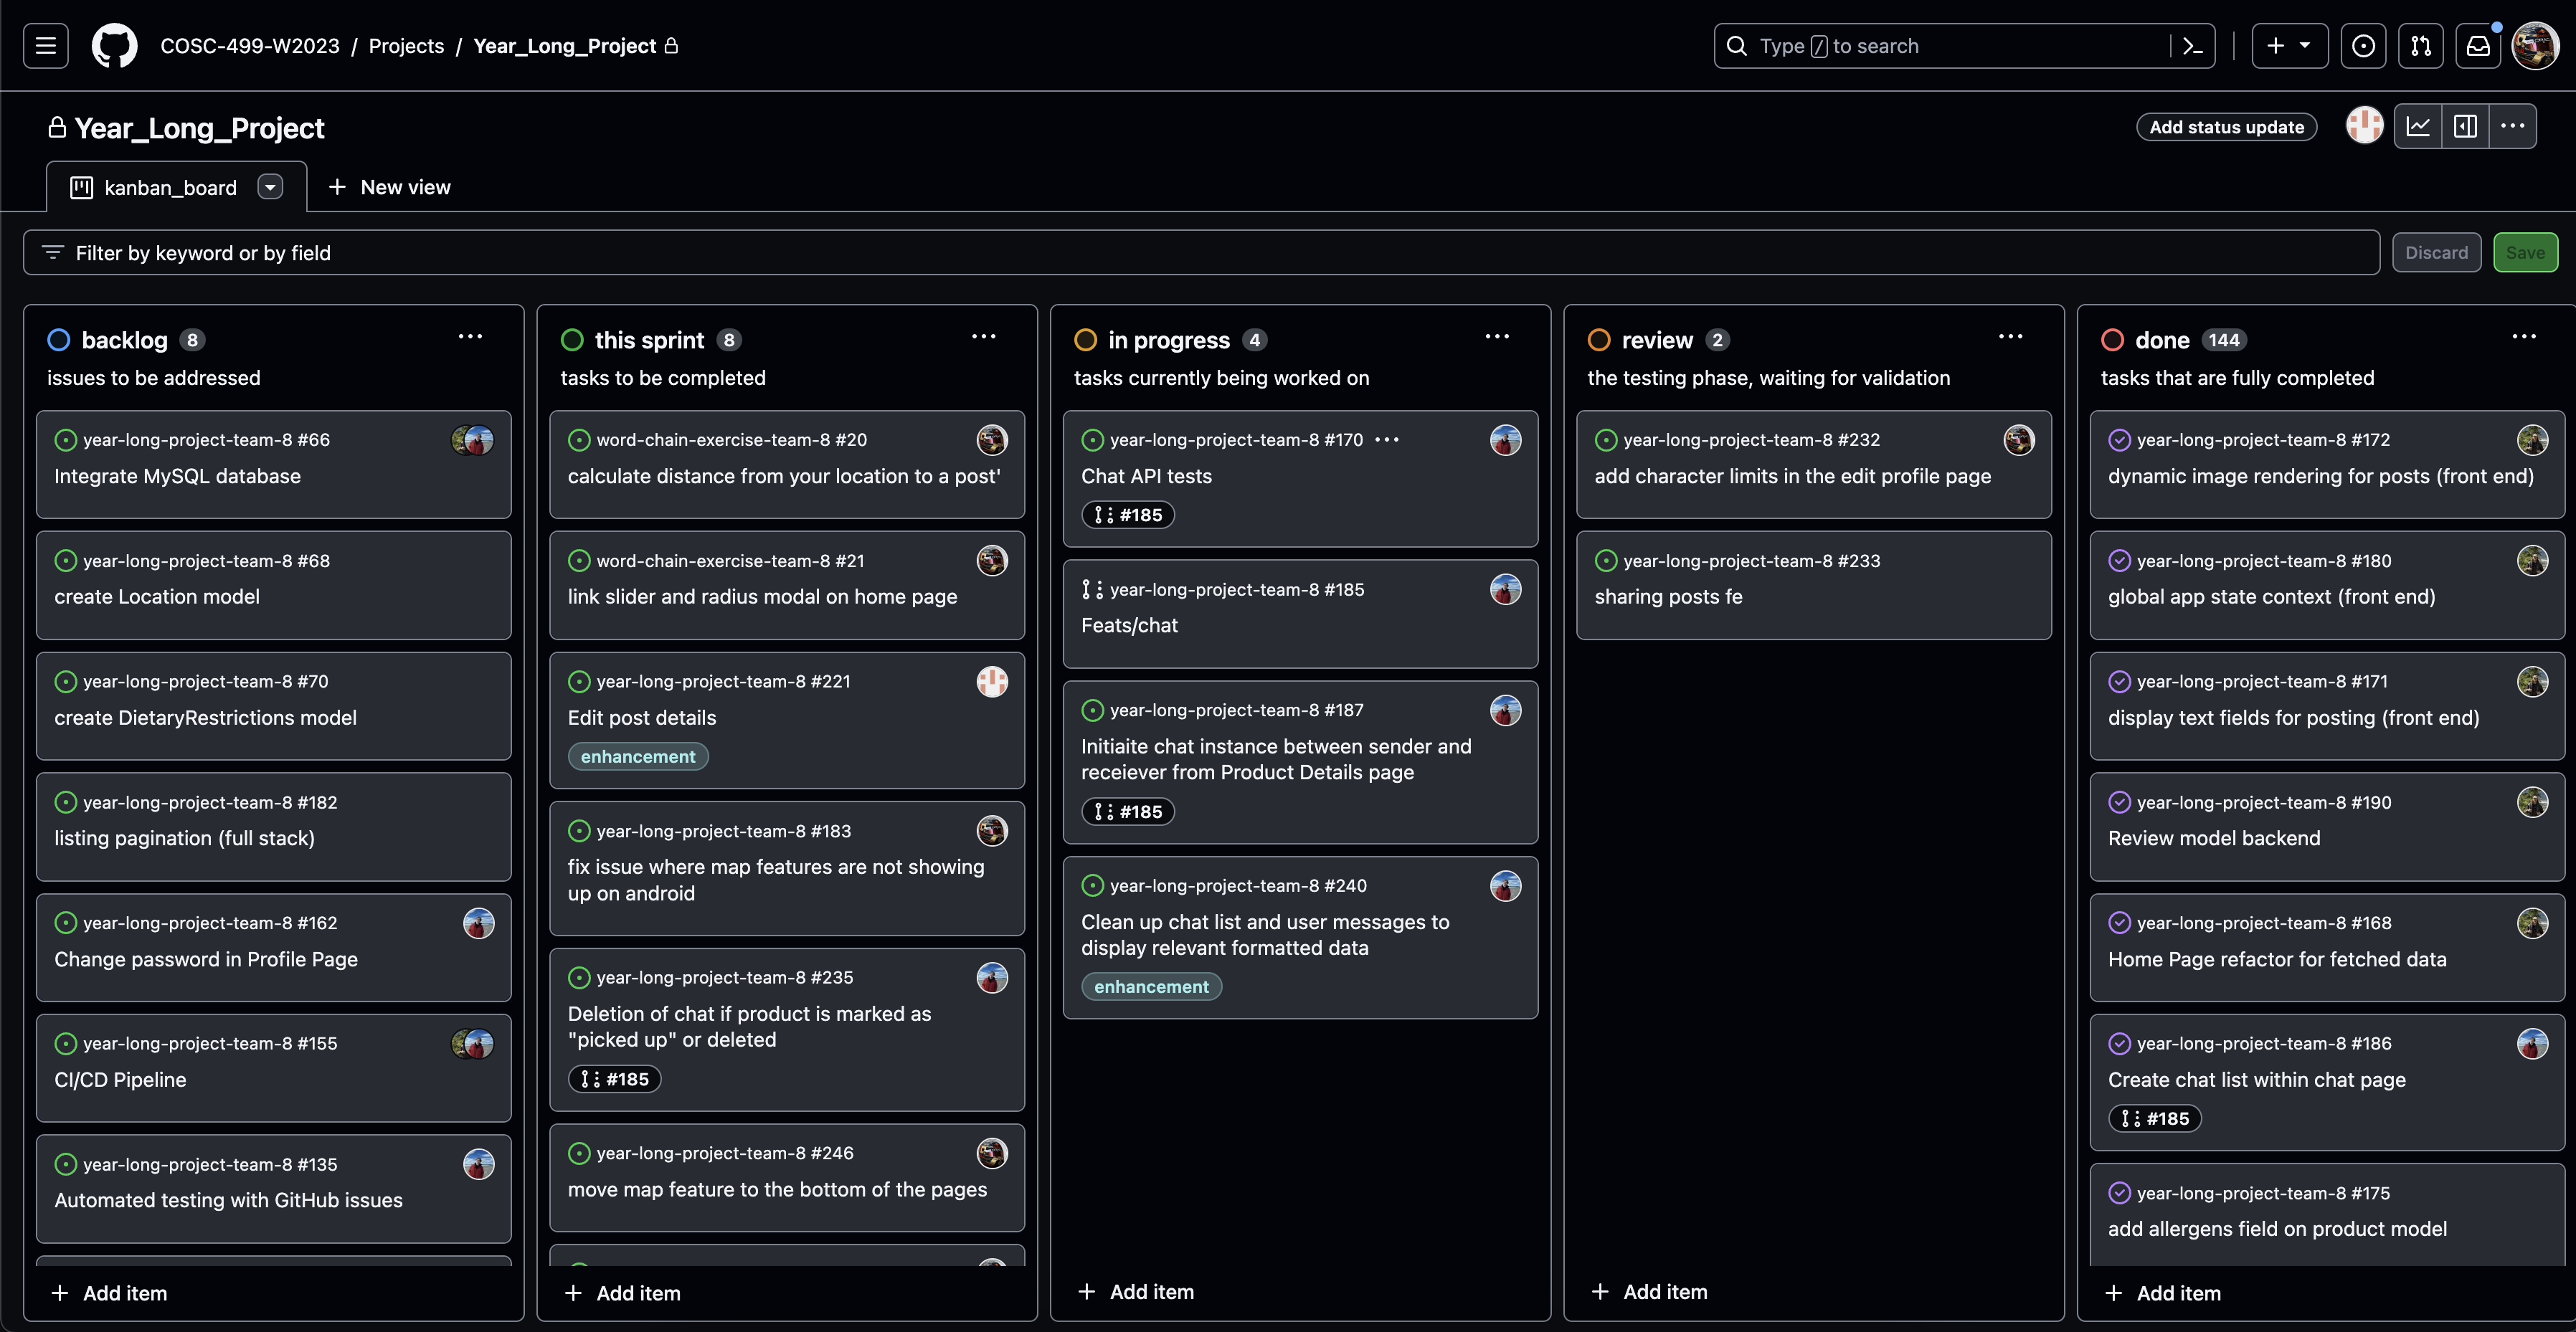 COSC-499-W2023 / Projects / Year_Long_Project
Type / to search
Year_Long_Project
Add status update
kanban_board
New view
Filter by keyword or by field
Discard
Save
backlog 8
issues to be addressed
year-long-project-team-8 #66
Integrate MySQL database
year-long-project-team-8 #68
create Location model
year-long-project-team-8 #70
create DietaryRestrictions model
year-long-project-team-8 #182
listing pagination (full stack)
year-long-project-team-8 #162
Change password in Profile Page
year-long-project-team-8 #155
CI/CD Pipeline
year-long-project-team-8 #135
Automated testing with GitHub issues
+ Add item
this sprint 8
tasks to be completed
word-chain-exercise-team-8 #20
calculate distance from your location to a post'
word-chain-exercise-team-8 #21
link slider and radius modal on home page
year-long-project-team-8 #221
Edit post details
enhancement
year-long-project-team-8 #183
fix issue where map features are not showing
up on android
year-long-project-team-8 #235
Deletion of chat if product is marked as
"picked up" or deleted
#185
year-long-project-team-8 #246
move map feature to the bottom of the pages
+ Add item
in progress 4
tasks currently being worked on
year-long-project-team-8 #170
Chat API tests
#185
year-long-project-team-8 #185
Feats/chat
year-long-project-team-8 #187
Initiaite chat instance between sender and
receiever from Product Details page
#185
year-long-project-team-8 #240
Clean up chat list and user messages to
display relevant formatted data
enhancement
+ Add item
review 2
the testing phase, waiting for validation
year-long-project-team-8 #232
add character limits in the edit profile page
year-long-project-team-8 #233
sharing posts fe
+ Add item
done 144
tasks that are fully completed
year-long-project-team-8 #172
dynamic image rendering for posts (front end)
year-long-project-team-8 #180
global app state context (front end)
year-long-project-team-8 #171
display text fields for posting (front end)
year-long-project-team-8 #190
Review model backend
year-long-project-team-8 #168
Home Page refactor for fetched data
year-long-project-team-8 #186
Create chat list within chat page
#185
year-long-project-team-8 #175
add allergens field on product model
+ Add item